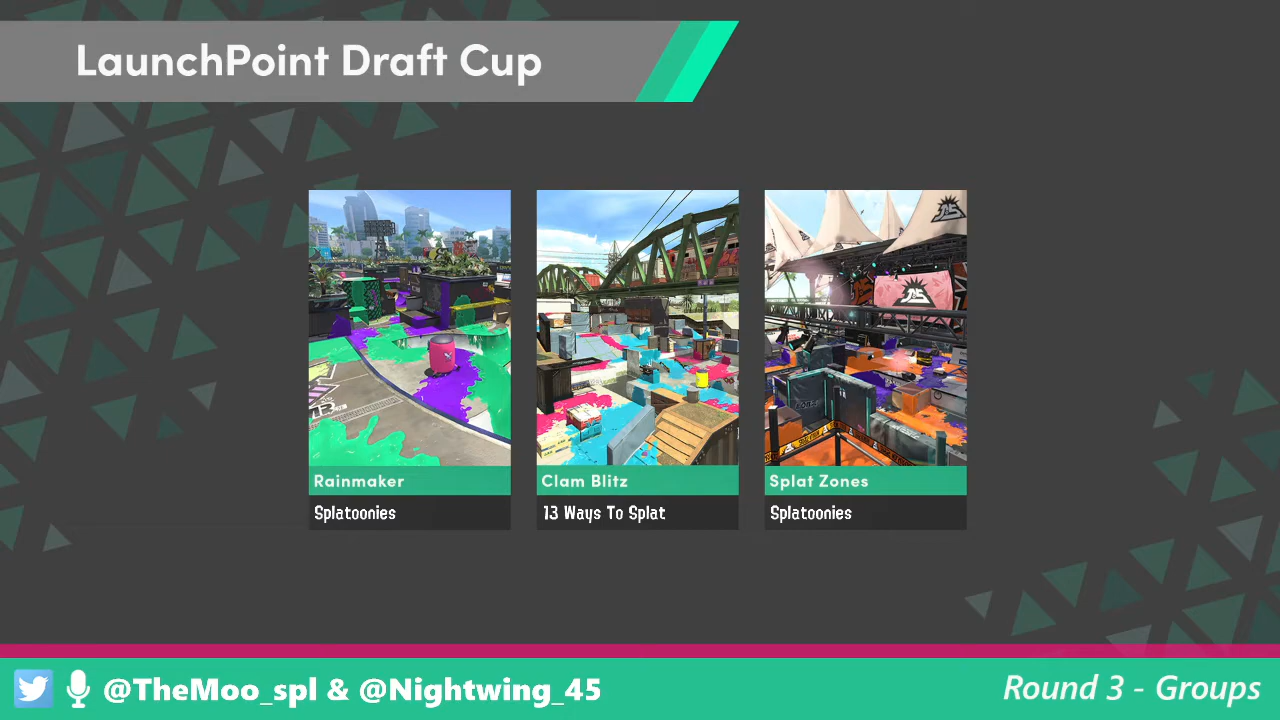 LaunchPoint Draft Cup
Rainmaker
Splatoonies
Clam Blitz
13 Ways To Splat
Splat Zones
Splatoonies
@TheMoo_spl & @Nightwing_45
Round 3 - Groups